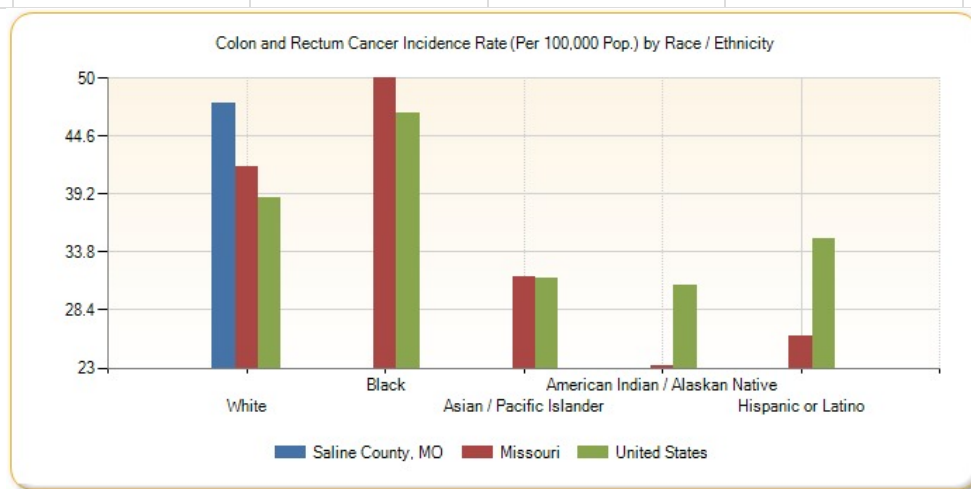 Colon and Rectum Cancer Incidence Rate (Per 100,000 Pop.) by Race / Ethnicity
50
44.6
39.2
33.8
28.4
23
Black
American Indian / Alaskan Native
White
Asian / Pacific Islander
Hispanic or Latino
Saline County, MO
Missouri
United States